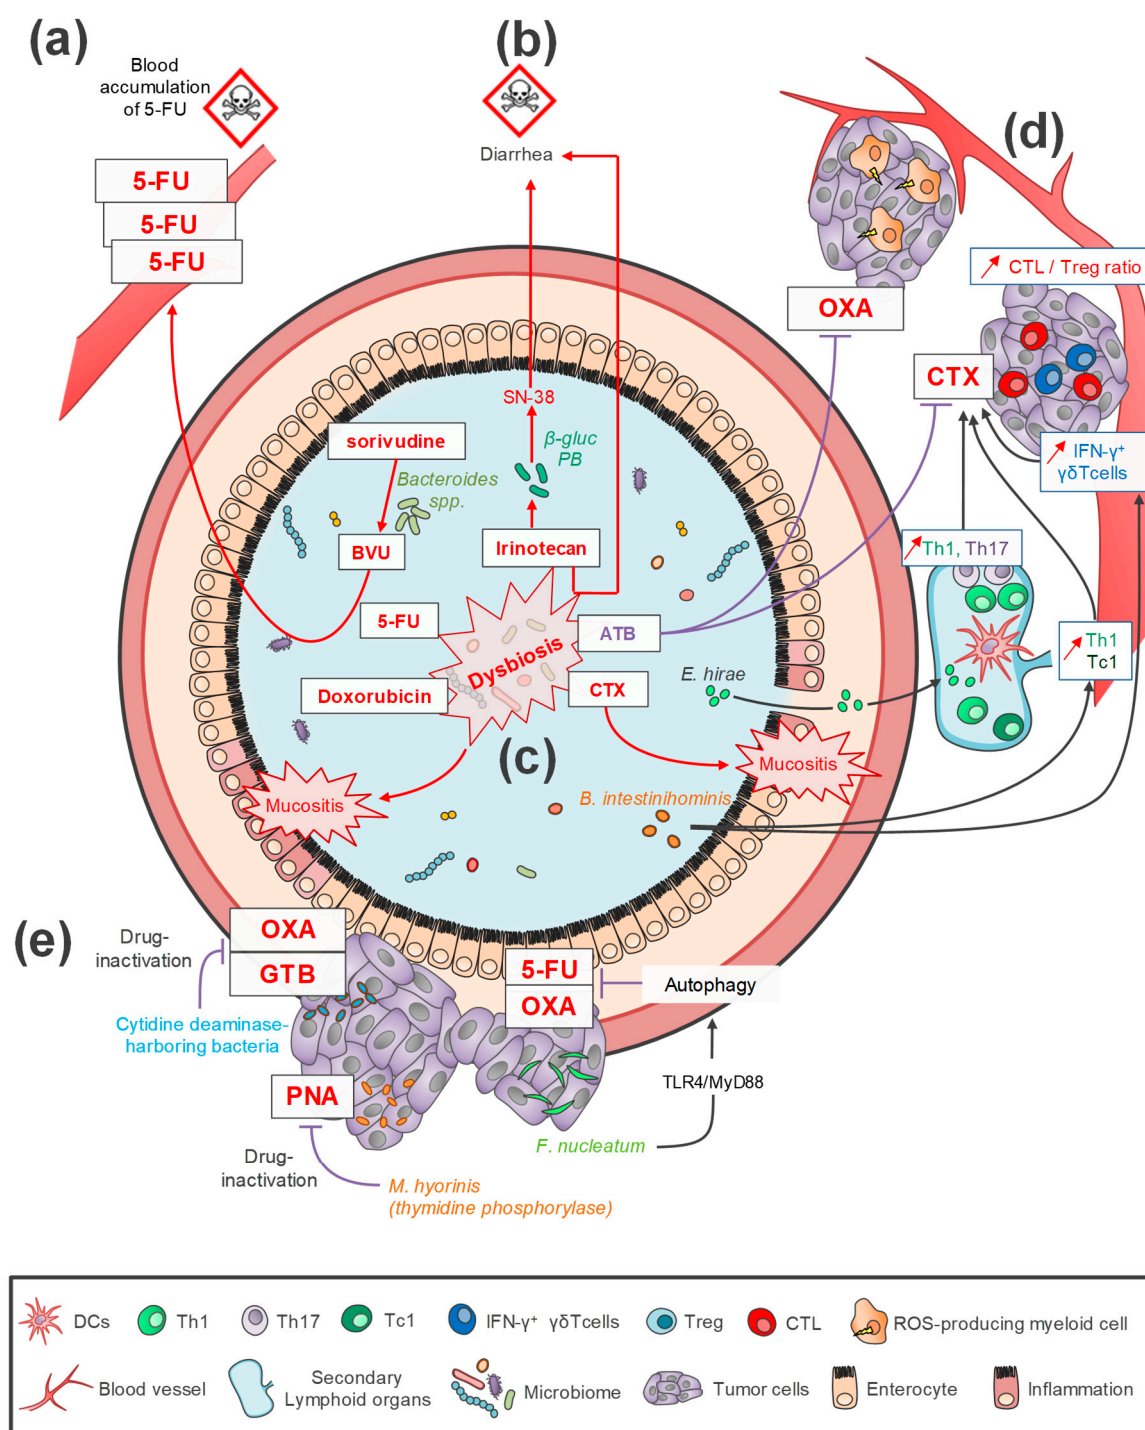 (a)
Blood
accumulation
of 5-FU
5-FU
5-FU
5-FU
(b)
Diarrhea
(d)
CTL / Treg ratio
OXA
CTX
IFN-γ⁺
γδTcells
SN-38
β-gluc
PB
sorivudine
Bacteroides
spp.
BVU
Irinotecan
5-FU
Dysbiosis
ATB
Doxorubicin
CTX
E. hirae
Th1, Th17
Th1
Tc1
(c)
Mucositis
Mucositis
B. intestinihominis
(e)
Drug-
inactivation
OXA
GTB
Cytidine deaminase-
harboring bacteria
5-FU
OXA
Autophagy
TLR4/MyD88
PNA
F. nucleatum
Drug-
inactivation
M. hyorinis
(thymidine phosphorylase)
DCs
Th1
Th17
Tc1
IFN-γ⁺ γδTcells
Treg
CTL
ROS-producing myeloid cell
Blood vessel
Secondary
Lymphoid organs
Microbiome
Tumor cells
Enterocyte
Inflammation